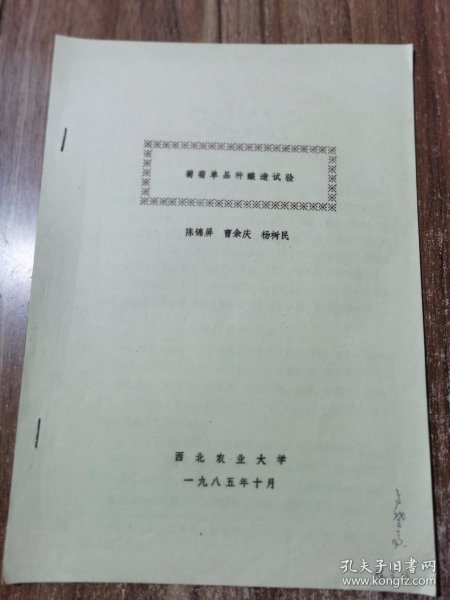 葡萄单品种酿造试验
陈锦屏 曹余庆 杨树民
西北农业大学
一九八五年十月
孔夫子旧书网
www.kongfz.com